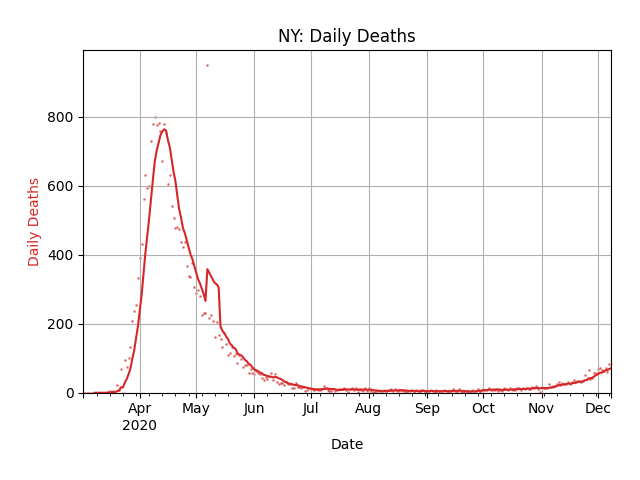 NY: Daily Deaths
Daily Deaths
800
600
400
200
0
Apr
2020
May
Jun
Jul
Aug
Sep
Oct
Nov
Dec
Date